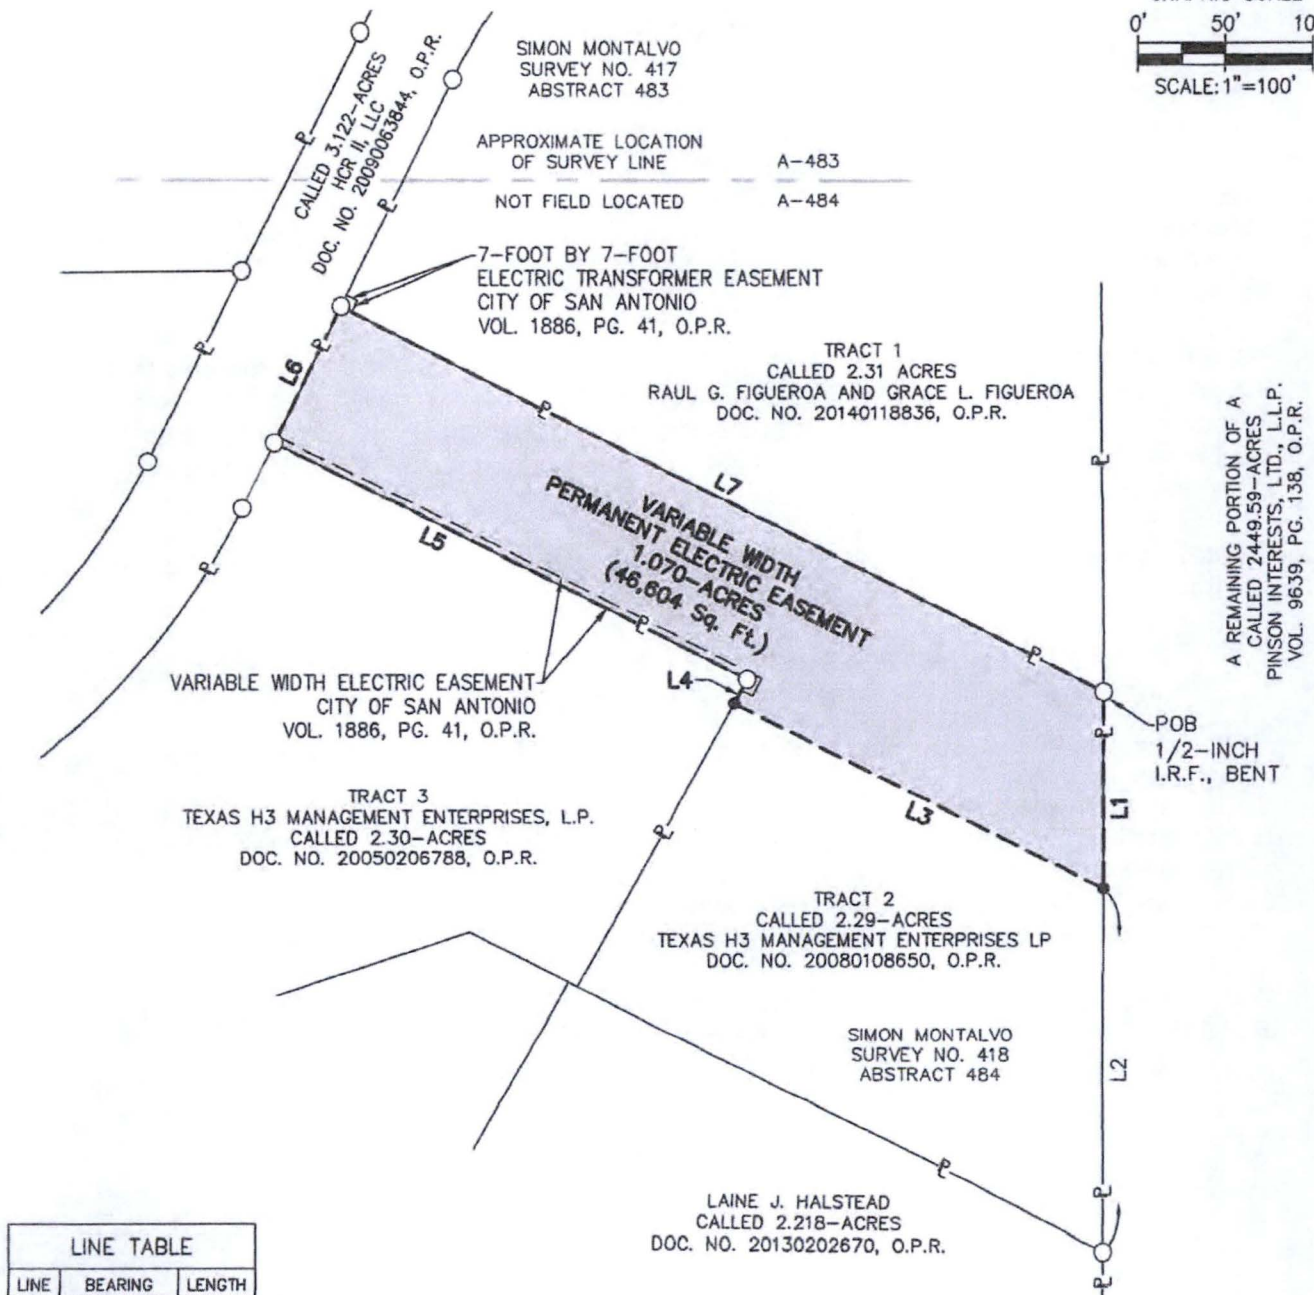 0' 50' 10
SCALE: 1"=100'
SIMON MONTALVO
SURVEY NO. 417
ABSTRACT 483
CALLED 3.122-ACRES
HCR II, LLC
DOC. NO. 20090063844, O.P.R.
APPROXIMATE LOCATION
OF SURVEY LINE A-483
NOT FIELD LOCATED A-484
7-FOOT BY 7-FOOT
ELECTRIC TRANSFORMER EASEMENT
CITY OF SAN ANTONIO
VOL. 1886, PG. 41, O.P.R.
TRACT 1
CALLED 2.31 ACRES
RAUL G. FIGUEROA AND GRACE L. FIGUEROA
DOC. NO. 20140118836, O.P.R.
A REMAINING PORTION OF A
CALLED 2449.59-ACRES
PINSON INTERESTS, LTD., L.L.P.
VOL. 9639, PG. 138, O.P.R.
L6
L7
L5
VARIABLE WIDTH
PERMANENT ELECTRIC EASEMENT
1.070-ACRES
(46,604 Sq. Ft.)
L4
VARIABLE WIDTH ELECTRIC EASEMENT
CITY OF SAN ANTONIO
VOL. 1886, PG. 41, O.P.R.
POB
1/2-INCH
I.R.F., BENT
L1
L3
TRACT 3
TEXAS H3 MANAGEMENT ENTERPRISES, L.P.
CALLED 2.30-ACRES
DOC. NO. 20050206788, O.P.R.
TRACT 2
CALLED 2.29-ACRES
TEXAS H3 MANAGEMENT ENTERPRISES LP
DOC. NO. 20080108650, O.P.R.
SIMON MONTALVO
SURVEY NO. 418
ABSTRACT 484
L2
LAINE J. HALSTEAD
CALLED 2.218-ACRES
DOC. NO. 20130202670, O.P.R.
LINE TABLE
LINE BEARING LENGTH